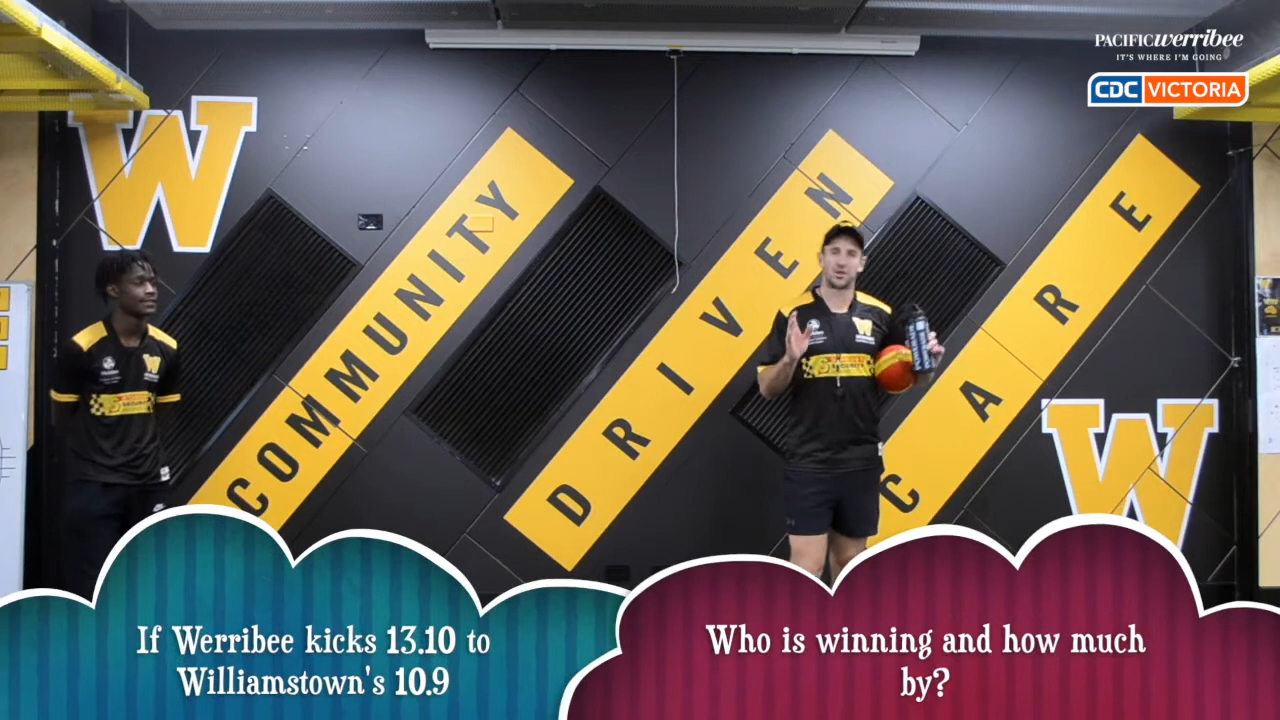 PACIFICwerribee
IT'S WHERE I'M GOING
CDC VICTORIA
W
COMMUNITY
DRIVEN
CARE
W
W
W
If Werribee kicks 13.10 to
Williamstown's 10.9
Who is winning and how much
by?